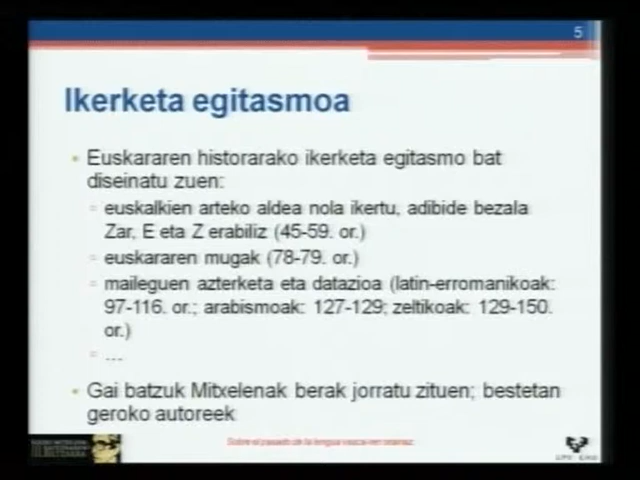 5
Ikerketa egitasmoa
Euskararen historarako ikerketa egitasmo bat
diseinatu zuen:
euskalkien arteko aldea nola ikertu, adibide bezala
Zar, E eta Z erabiliz (45-59. or.)
euskararen mugak (78-79. or.)
maileguen azterketa eta datazioa (latin-erromanikoak:
97-116. or.; arabismoak: 127-129; zeltikoak: 129-150.
or.)
...
Gai batzuk Mitxelenak berak jorratu zituen; bestetan
geroko autoreek
Sobre el pasado de la lengua vasca